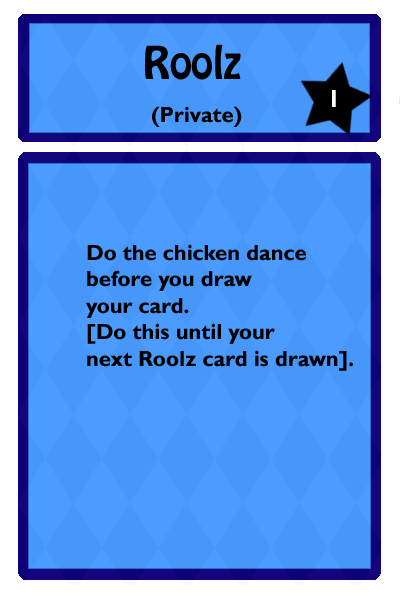 Roolz
(Private)
1
Do the chicken dance
before you draw
your card.
[Do this until your
next Roolz card is drawn].